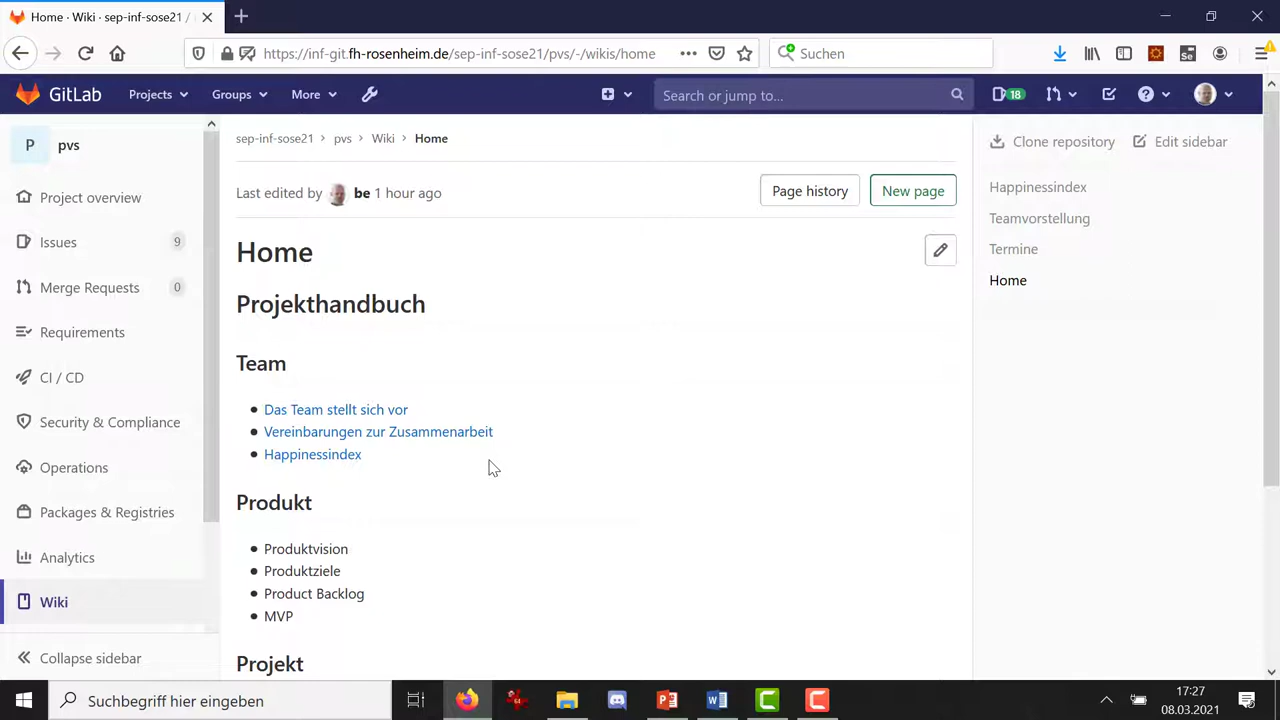 Home · Wiki · sep-inf-sose21 /
https://inf-git.fh-rosenheim.de/sep-inf-sose21/pvs/-/wikis/home
Suchen
GitLab
Projects
Groups
More
Search or jump to...
18
P
pvs
sep-inf-sose21 › pvs › Wiki › Home
Clone repository
Edit sidebar
Project overview
Last edited by be 1 hour ago
Page history
New page
Happinessindex
Teamvorstellung
Termine
Home
Issues
9
Merge Requests
0
Requirements
CI / CD
Security & Compliance
Operations
Packages & Registries
Analytics
Wiki
Collapse sidebar
Home
Projekthandbuch
Team
Das Team stellt sich vor
Vereinbarungen zur Zusammenarbeit
Happinessindex
Produkt
Produktvision
Produktziele
Product Backlog
MVP
Projekt
Suchbegriff hier eingeben
17:27
08.03.2021